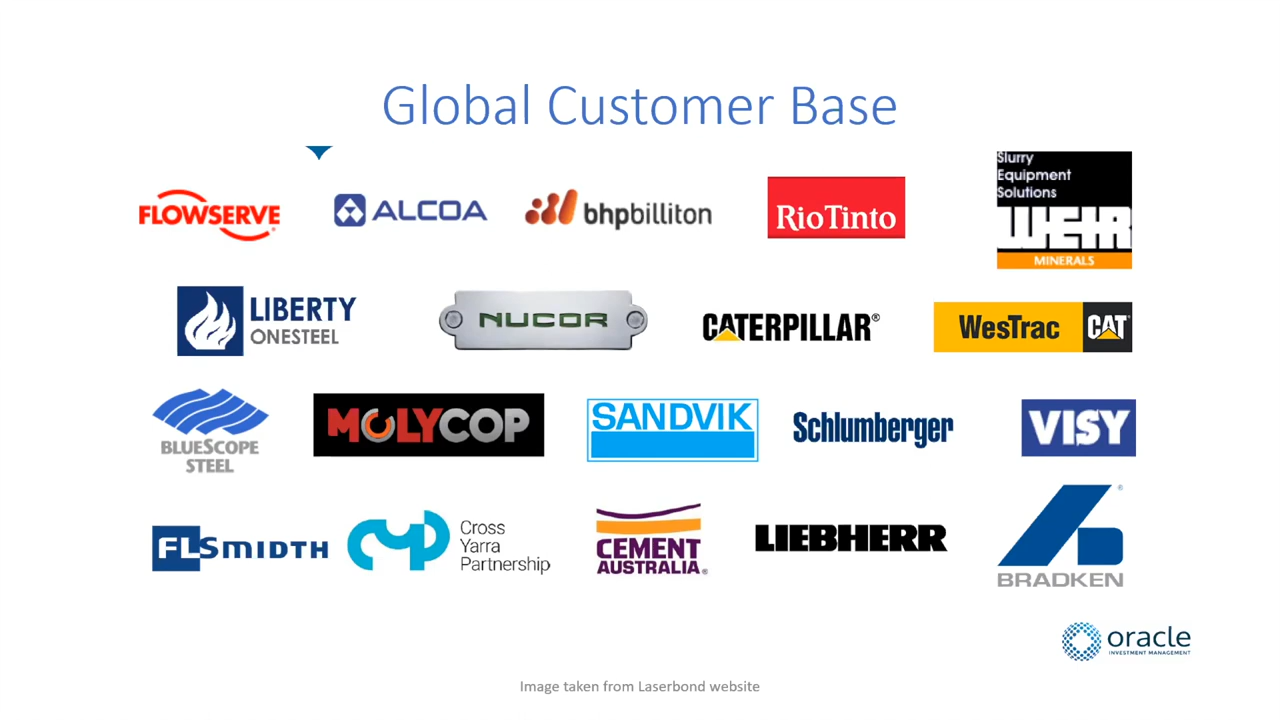 Global Customer Base
FLOWSERVE
ALCOA
bhpbilliton
RioTinto
Slurry
Equipment
Solutions
WEIR
MINERALS
LIBERTY
ONESTEEL
NUCOR
CATERPILLAR®
WesTrac
CAT
BLUESCOPE
STEEL
MOLYCOP
SANDVIK
Schlumberger
VISY
FLSMIDTH
cyp
Cross
Yarra
Partnership
CEMENT
AUSTRALIA®
LIEBHERR
®
BRADKEN
oracle
INVESTMENT MANAGEMENT
Image taken from Laserbond website